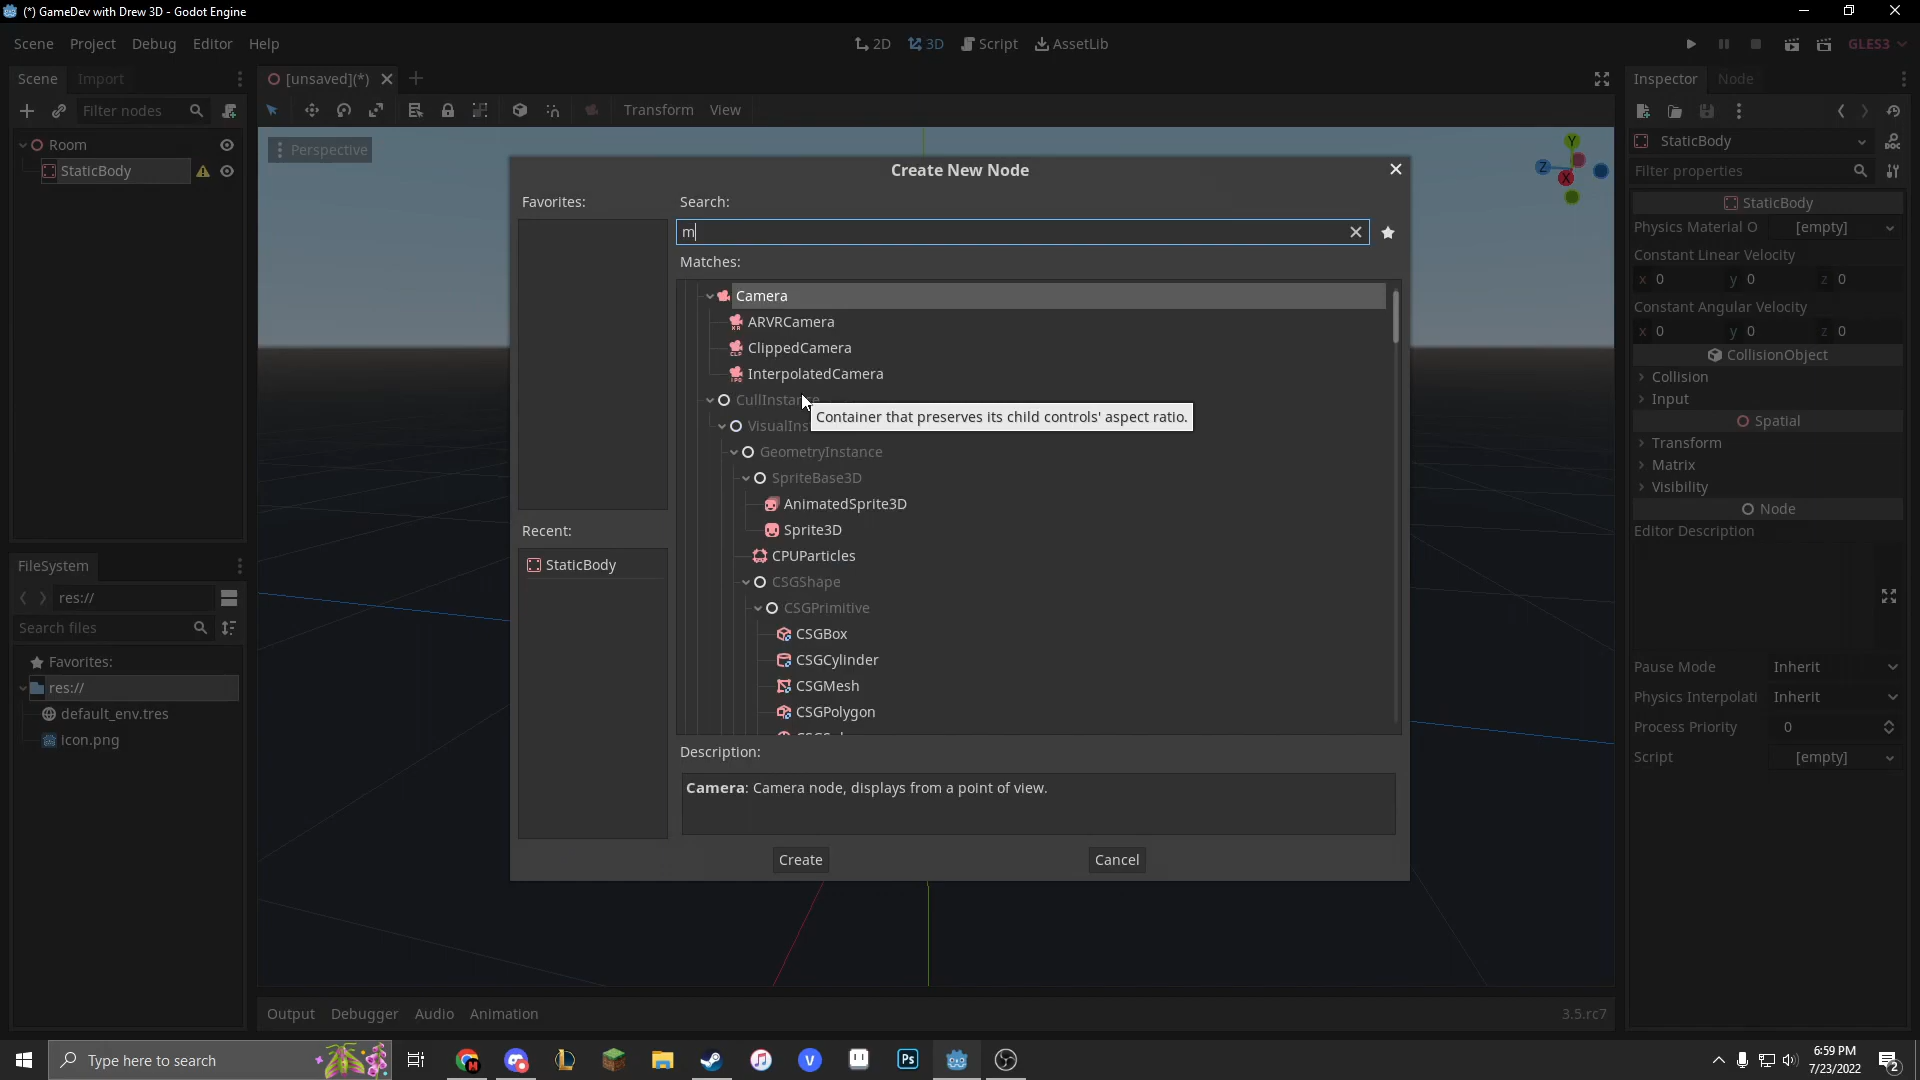 (*) GameDev with Drew 3D - Godot Engine
Scene Project Debug Editor Help
2D 3D Script AssetLib
GLES3
Scene Import
[unsaved](*)
Inspector Node
Filter nodes
Transform View
Room
StaticBody
Perspective
Y
Z
X
StaticBody
Filter properties
StaticBody
Physics Material O [empty]
Constant Linear Velocity
x 0 y 0 z 0
Constant Angular Velocity
x 0 y 0 z 0
CollisionObject
Collision
Input
Spatial
Transform
Matrix
Visibility
Node
Editor Description
Pause Mode Inherit
Physics Interpolati Inherit
Process Priority 0
Script [empty]
Create New Node
Favorites:
Search:
m
Matches:
Camera
ARVRCamera
ClippedCamera
InterpolatedCamera
CullInstance
Container that preserves its child controls' aspect ratio.
VisualIns
GeometryInstance
SpriteBase3D
AnimatedSprite3D
Sprite3D
CPUParticles
CSGShape
CSGPrimitive
CSGBox
CSGCylinder
CSGMesh
CSGPolygon
Recent:
StaticBody
Description:
Camera: Camera node, displays from a point of view.
Create Cancel
FileSystem
res://
Search files
Favorites:
res://
default_env.tres
icon.png
Output Debugger Audio Animation
3.5.rc7
Type here to search
Ps
6:59 PM
7/23/2022
2